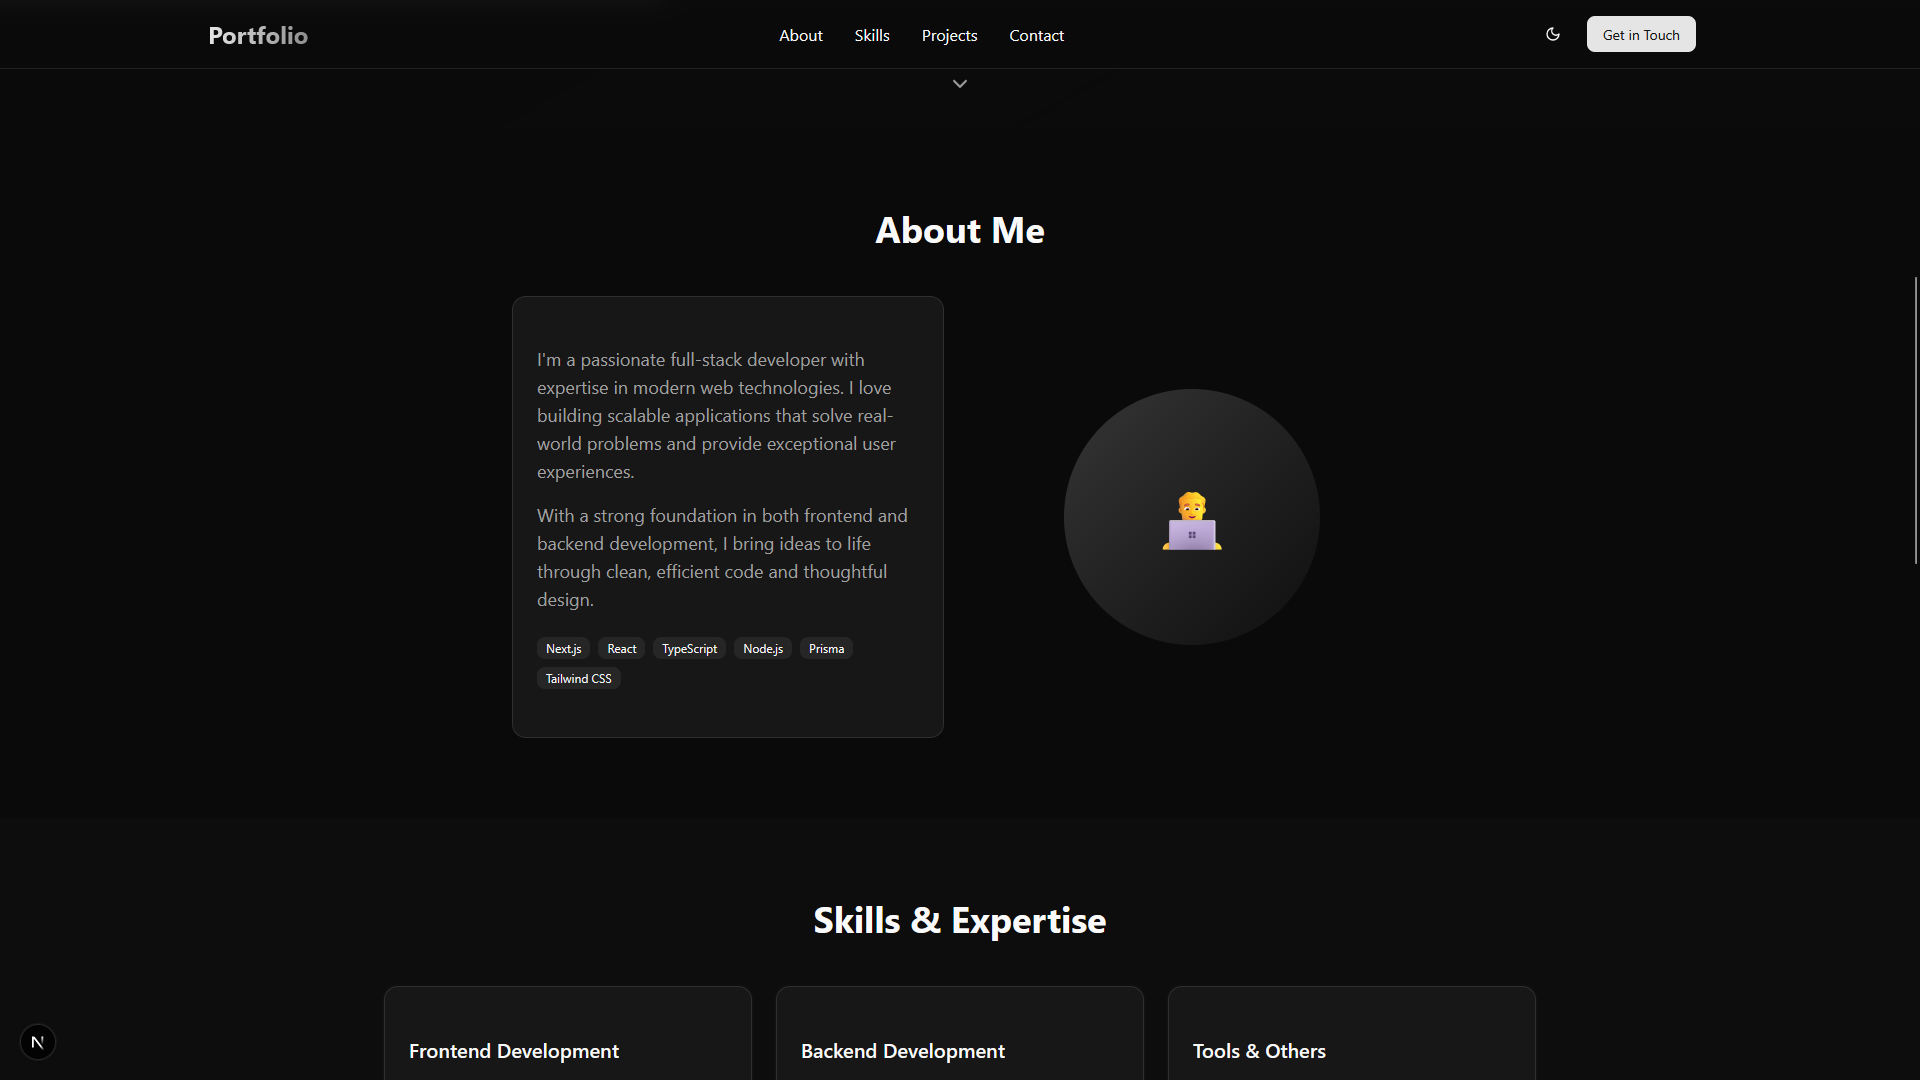 Portfolio
About
Skills
Projects
Contact
Get in Touch
About Me
I'm a passionate full-stack developer with
expertise in modern web technologies. I love
building scalable applications that solve real-
world problems and provide exceptional user
experiences.
With a strong foundation in both frontend and
backend development, I bring ideas to life
through clean, efficient code and thoughtful
design.
Next.js
React
TypeScript
Node.js
Prisma
Tailwind CSS
Skills & Expertise
Frontend Development
Backend Development
Tools & Others
N